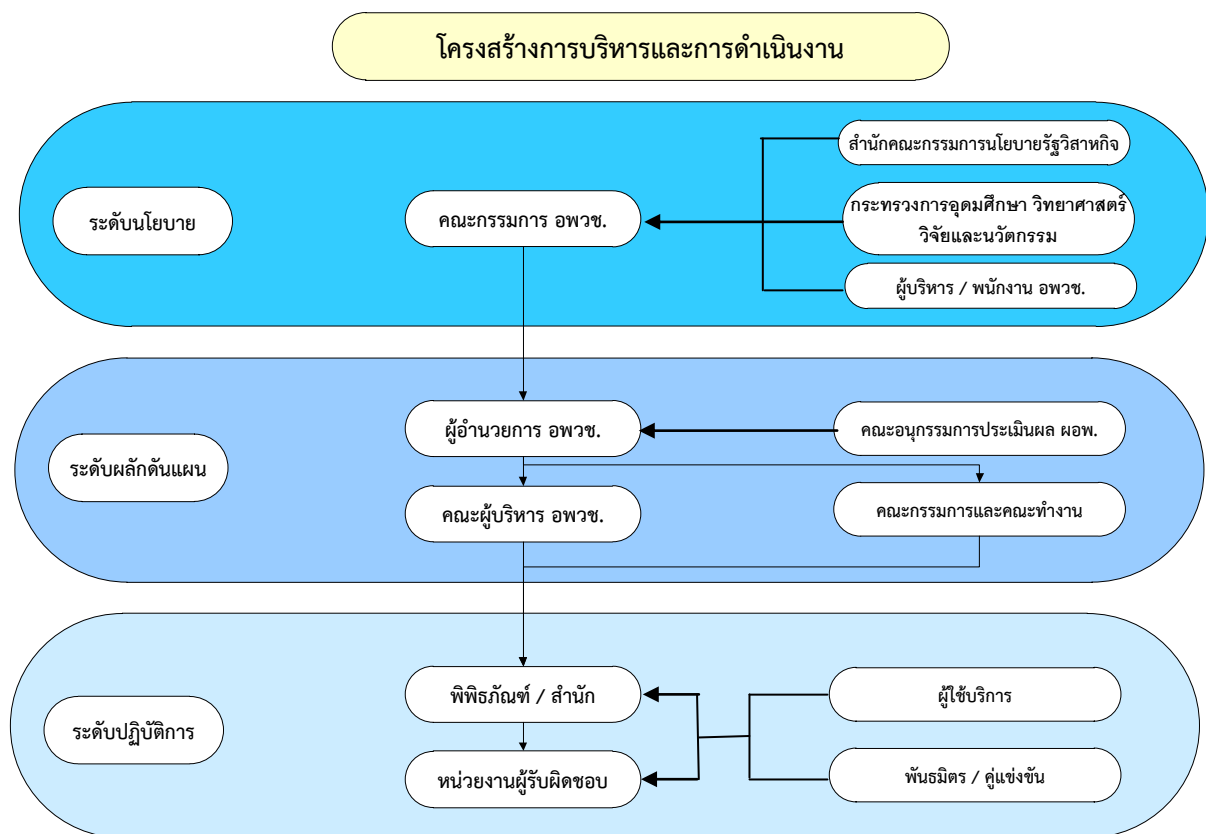 โครงสร้างการบริหารและการดำเนินงาน
สำนักคณะกรรมการนโยบายรัฐวิสาหกิจ
ระดับนโยบาย
คณะกรรมการ อพวช.
กระทรวงการอุดมศึกษา วิทยาศาสตร์
วิจัยและนวัตกรรม
ผู้บริหาร / พนักงาน อพวช.
ผู้อำนวยการ อพวช.
คณะอนุกรรมการประเมินผล ผอพ.
ระดับผลักดันแผน
คณะผู้บริหาร อพวช.
คณะกรรมการและคณะทำงาน
พิพิธภัณฑ์ / สำนัก
ผู้ใช้บริการ
ระดับปฏิบัติการ
หน่วยงานผู้รับผิดชอบ
พันธมิตร / คู่แข่งขัน